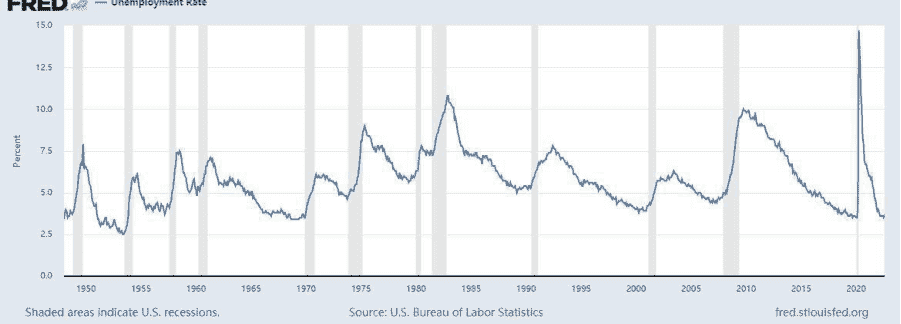 FRED
Unemployment Rate
15.0
12.5
10.0
7.5
5.0
2.5
0.0
Percent
1950 1955 1960 1965 1970 1975 1980 1985 1990 1995 2000 2005 2010 2015 2020
Shaded areas indicate U.S. recessions. Source: U.S. Bureau of Labor Statistics fred.stlouisfed.org